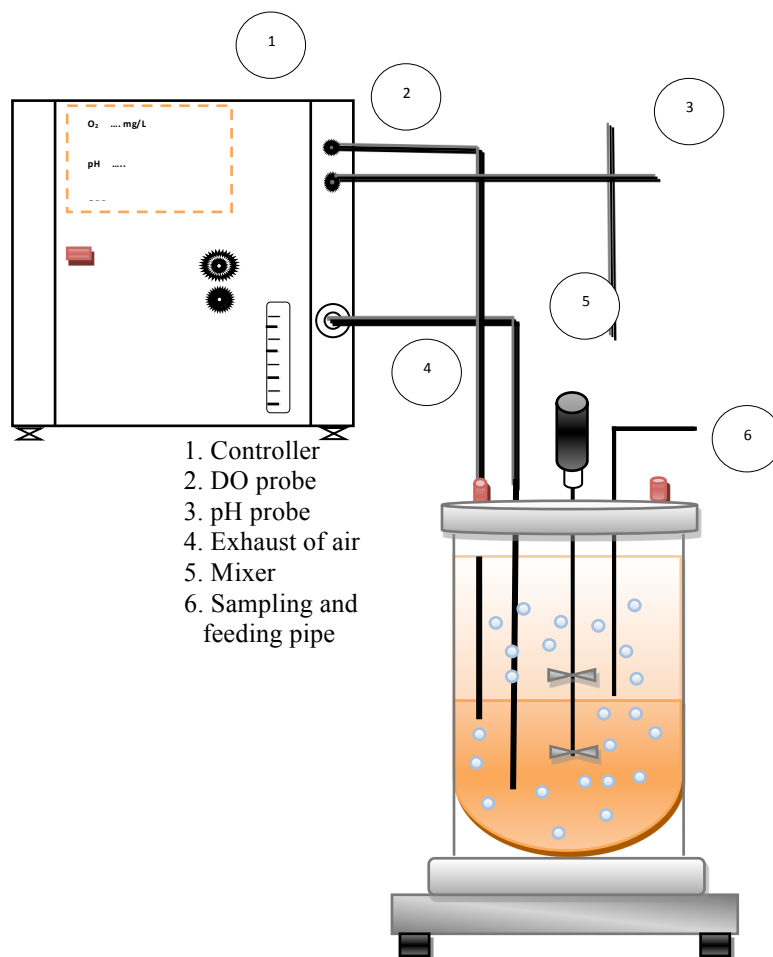 1
2
3
O₂ .... mg/L
pH .....
---
5
4
6
1. Controller
2. DO probe
3. pH probe
4. Exhaust of air
5. Mixer
6. Sampling and
feeding pipe